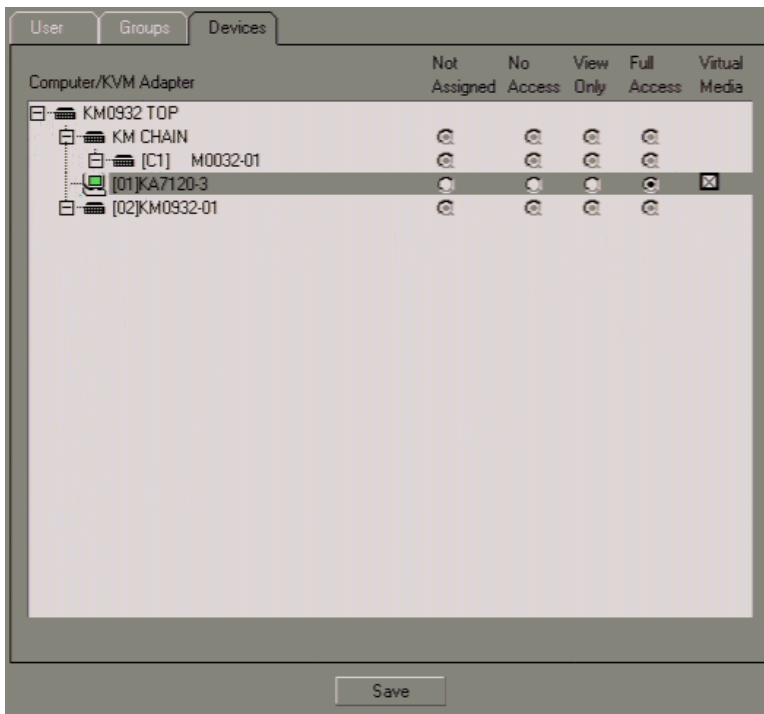 User Groups Devices
Computer/KVM Adapter Not Assigned No Access View Only Full Access Virtual Media
KM0932 TOP
KM CHAIN
[C1] M0032-01
[01]KA7120-3
[02]KM0932-01
Save